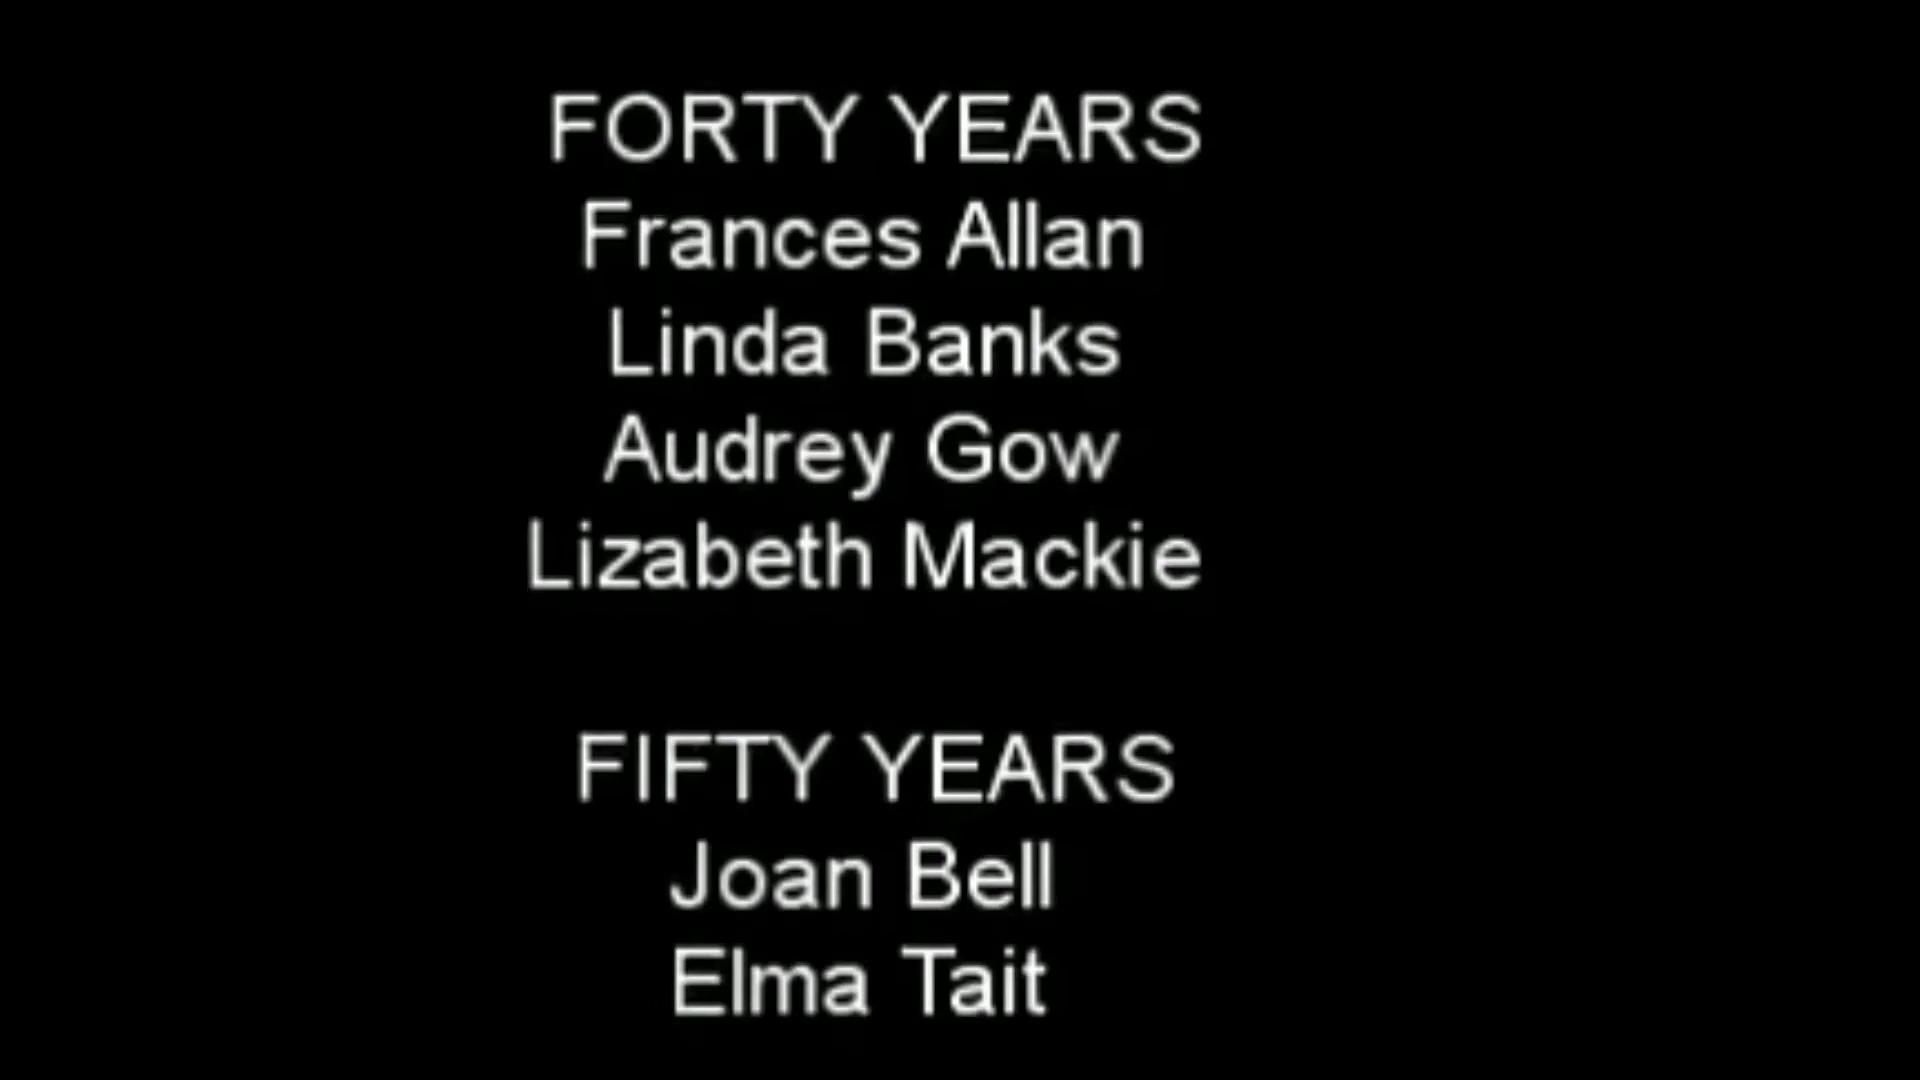 FORTY YEARS
Frances Allan
Linda Banks
Audrey Gow
Lizabeth Mackie
FIFTY YEARS
Joan Bell
Elma Tait